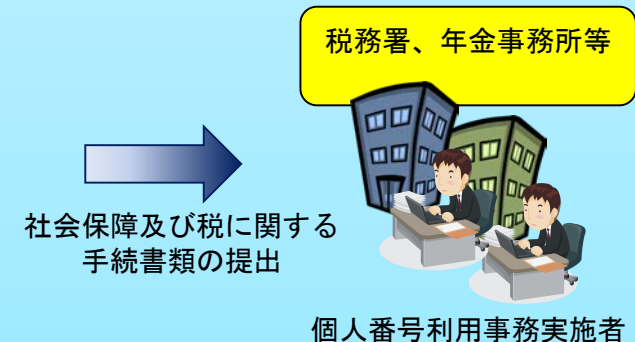 税務署、年金事務所等
社会保障及び税に関する
手続書類の提出
個人番号利用事務実施者